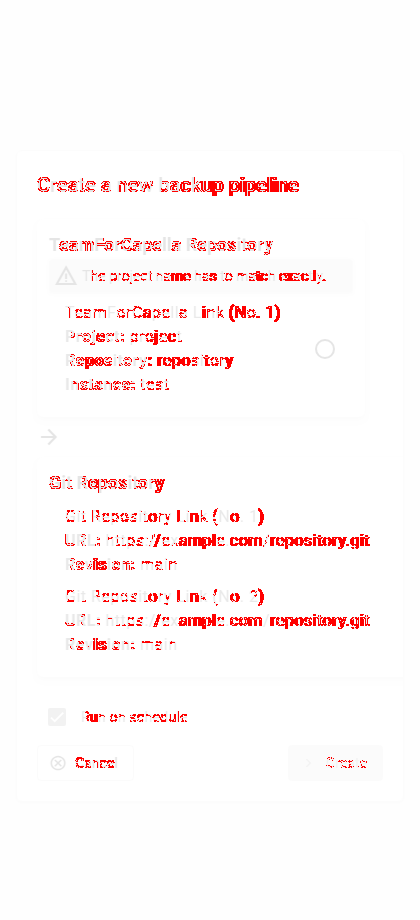 Create a new backup pipeline
TeamForCapella Repository
The project name has to match exactly.
TeamForCapella Link (No. 1)
Project: project
Repository: repository
Instance: test
Git Repository
Git Repository Link (No. 1)
URL: https://example.com/repository.git
Revision: main
Git Repository Link (No. 2)
URL: https://example.com/repository.git
Revision: main
Run on schedule
Cancel
Create